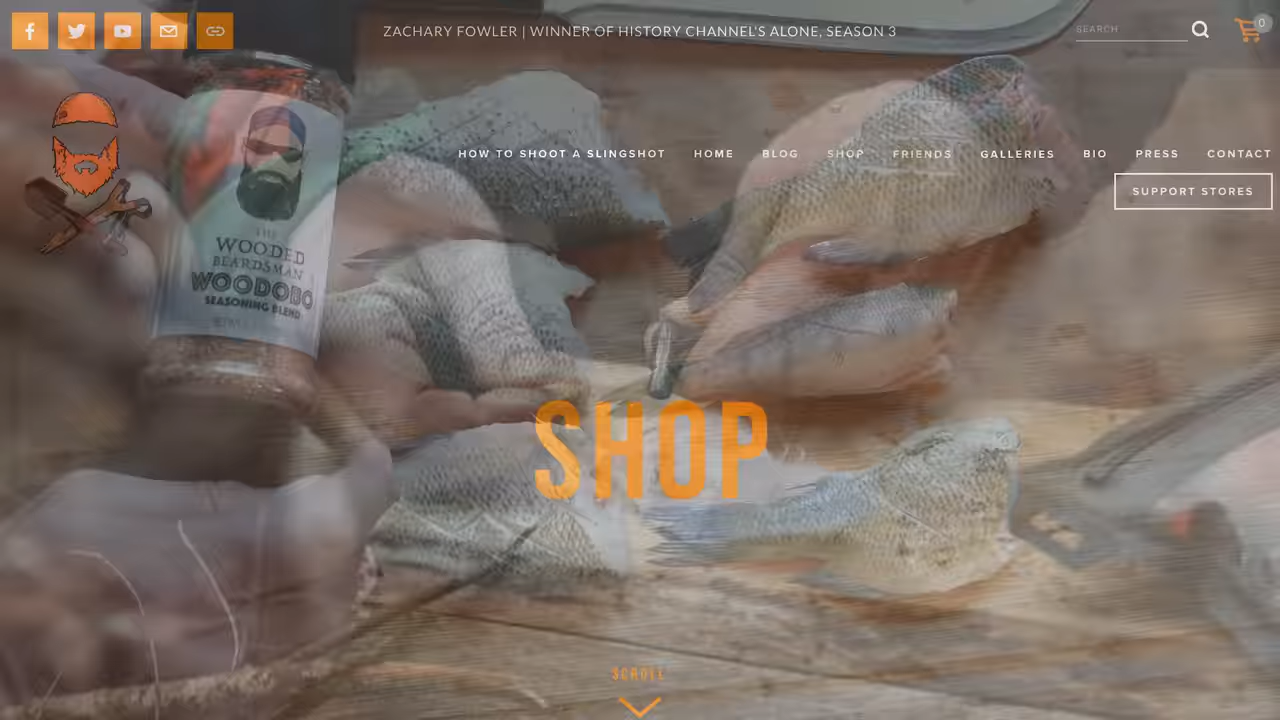 ZACHARY FOWLER | WINNER OF HISTORY CHANNEL'S ALONE, SEASON 3
SEARCH
0
HOW TO SHOOT A SLINGSHOT HOME BLOG SHOP FRIENDS GALLERIES BIO PRESS CONTACT
SUPPORT STORES
THE
WOODED
BEARDSMAN
WOODOBO
SEASONING BLEND
SHOP
SCROLL